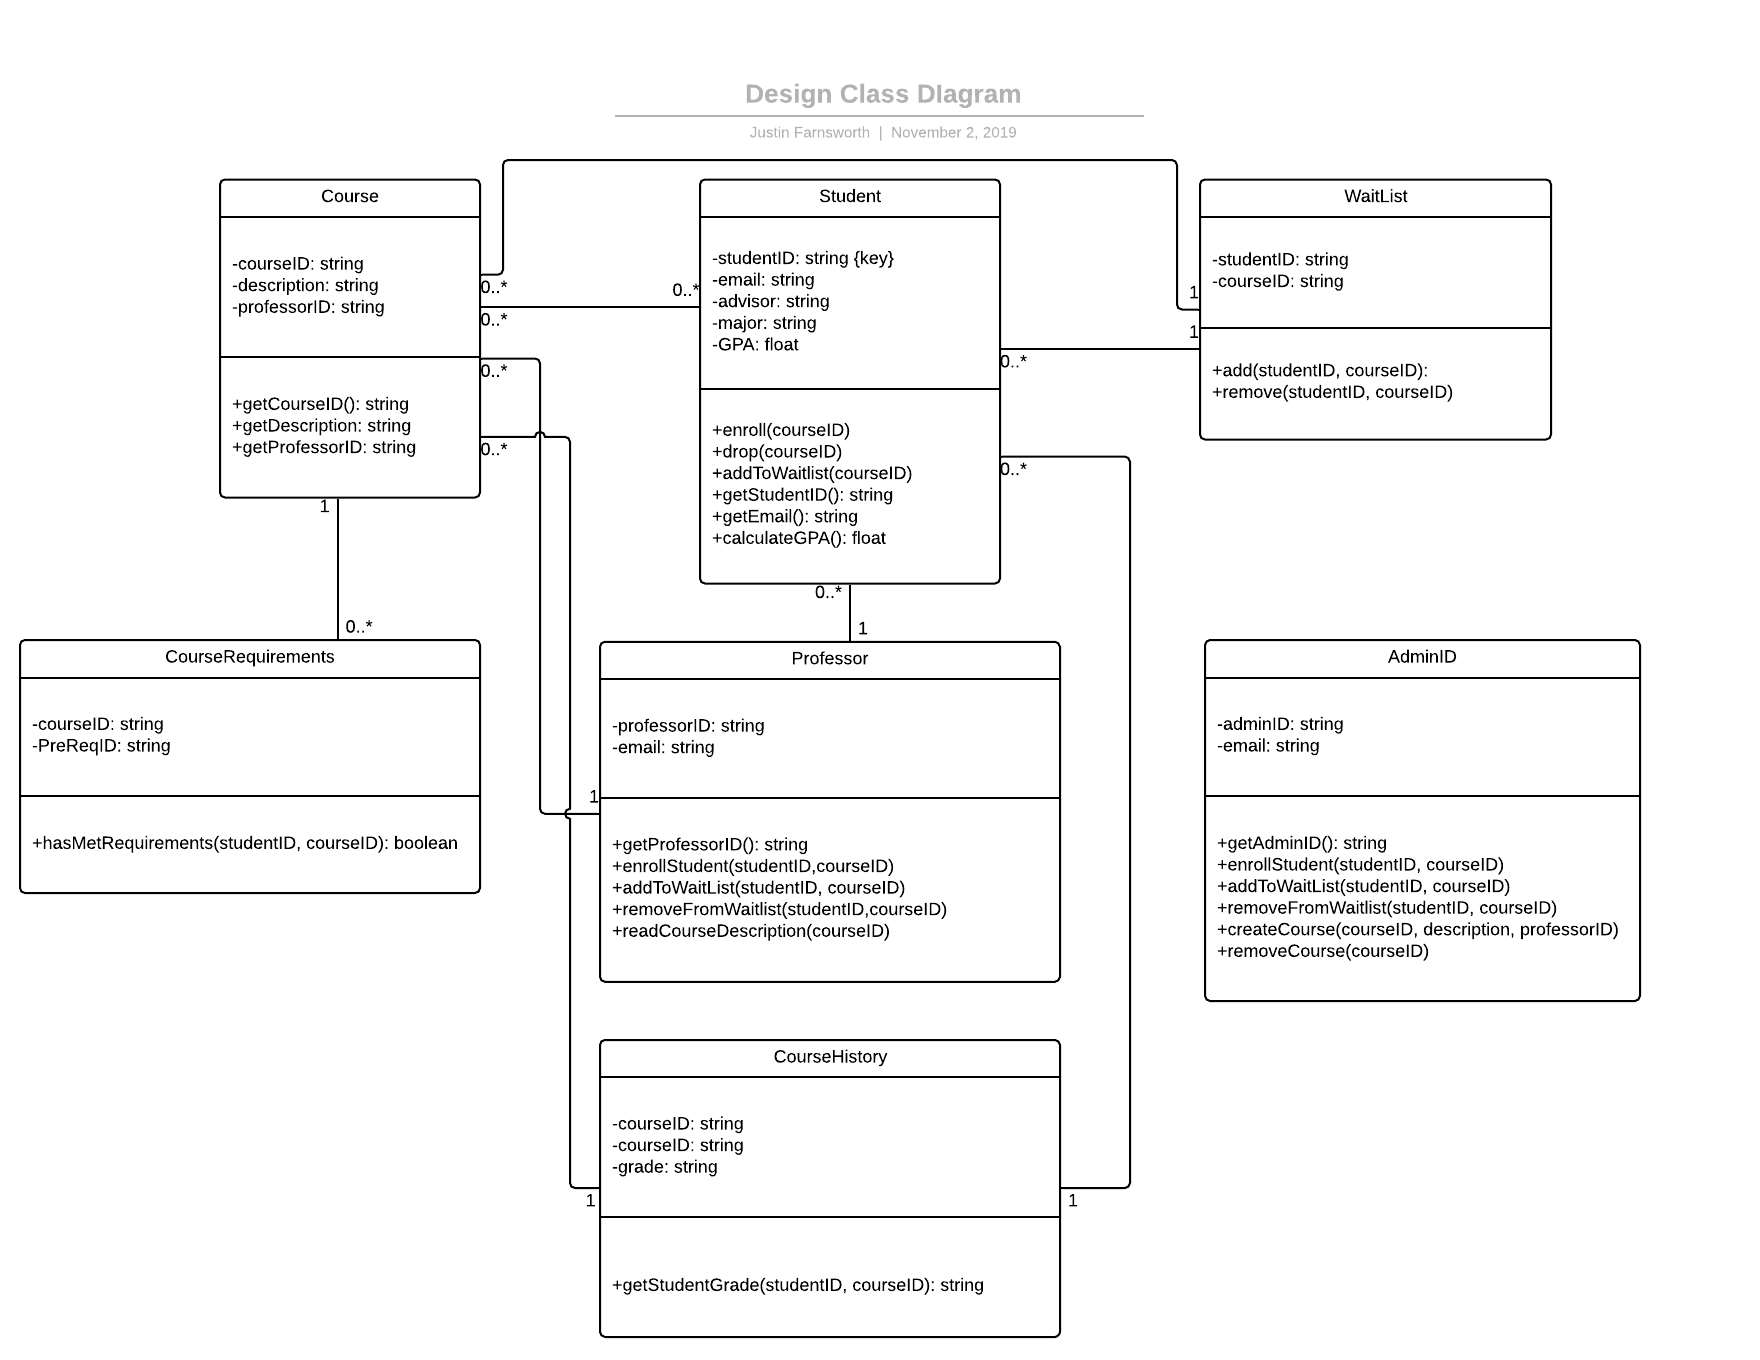 Design Class DIagram
Justin Farnsworth | November 2, 2019
Course
-courseID: string
-description: string
-professorID: string
+getCourseID(): string
+getDescription: string
+getProfessorID: string
0..*
0..*
0..*
0..*
1
0..*
Student
-studentID: string {key}
-email: string
-advisor: string
-major: string
-GPA: float
+enroll(courseID)
+drop(courseID)
+addToWaitlist(courseID)
+getStudentID(): string
+getEmail(): string
+calculateGPA(): float
0..*
0..*
0..*
1
1
WaitList
-studentID: string
-courseID: string
+add(studentID, courseID):
+remove(studentID, courseID)
0..*
CourseRequirements
-courseID: string
-PreReqID: string
+hasMetRequirements(studentID, courseID): boolean
1
1
Professor
-professorID: string
-email: string
+getProfessorID(): string
+enrollStudent(studentID,courseID)
+addToWaitList(studentID, courseID)
+removeFromWaitlist(studentID,courseID)
+readCourseDescription(courseID)
AdminID
-adminID: string
-email: string
+getAdminID(): string
+enrollStudent(studentID, courseID)
+addToWaitList(studentID, courseID)
+removeFromWaitlist(studentID, courseID)
+createCourse(courseID, description, professorID)
+removeCourse(courseID)
CourseHistory
-courseID: string
-courseID: string
-grade: string
1
1
+getStudentGrade(studentID, courseID): string